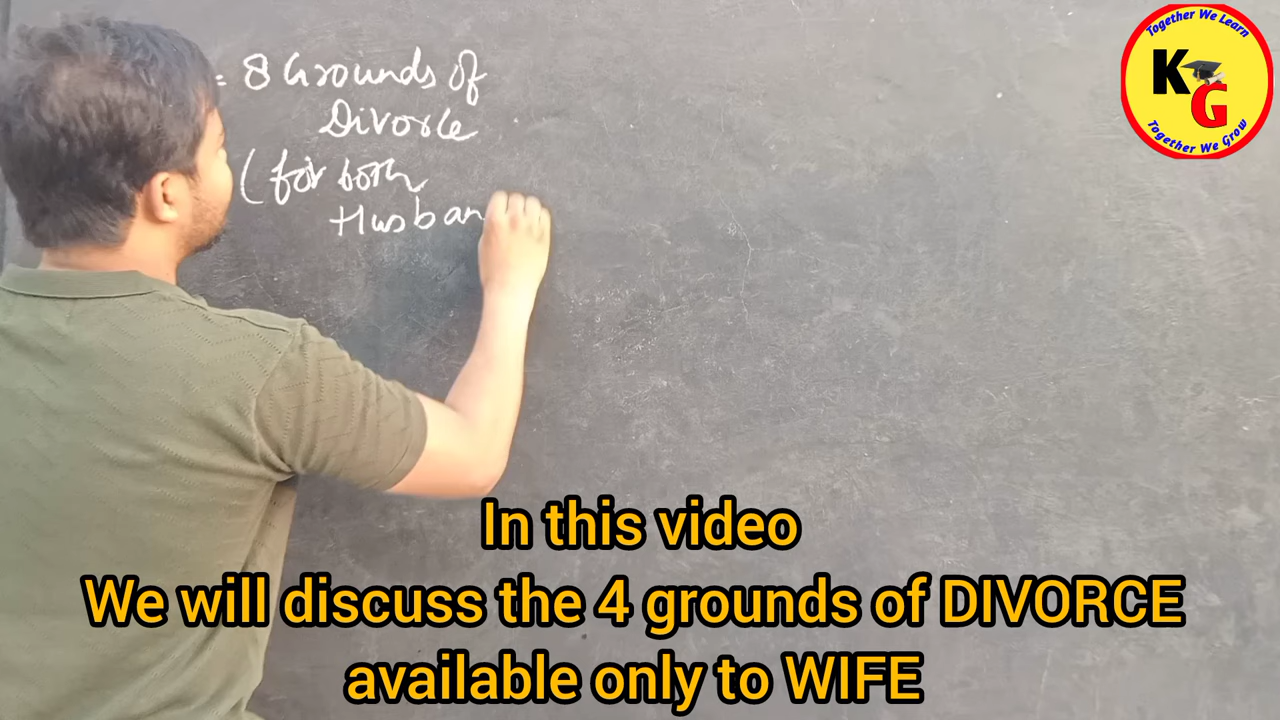 = 8 Grounds of
Divorce
(for both
Husban
Together We Learn
KG
Together We Grow
In this video
We will discuss the 4 grounds of DIVORCE
available only to WIFE